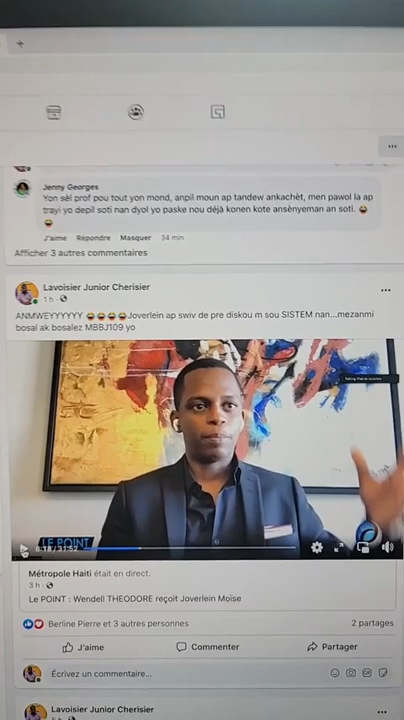 Jenny Georges
Yon sèl prof pou tout yon mond, anpil moun ap tandew ankachèt, men pawol la ap
trayi yo depil soti nan dyol yo paske nou déjà konen kote ansènyeman an soti. 😂
😂
J'aime Répondre Masquer 34 min
Afficher 3 autres commentaires
Lavoisier Junior Cherisier
1 h
ANMWEYYYYYY 😂😂😂😂Joverlein ap swiv de pre diskou m sou SISTEM nan...mezanmi
bosal ak bosalez MBBJ109 yo
LE POINT
Métropole Haiti était en direct.
3 h
Le POINT : Wendell THEODORE reçoit Joverlein Moïse
Berline Pierre et 3 autres personnes
2 partages
J'aime Commenter Partager
Écrivez un commentaire...
Lavoisier Junior Cherisier